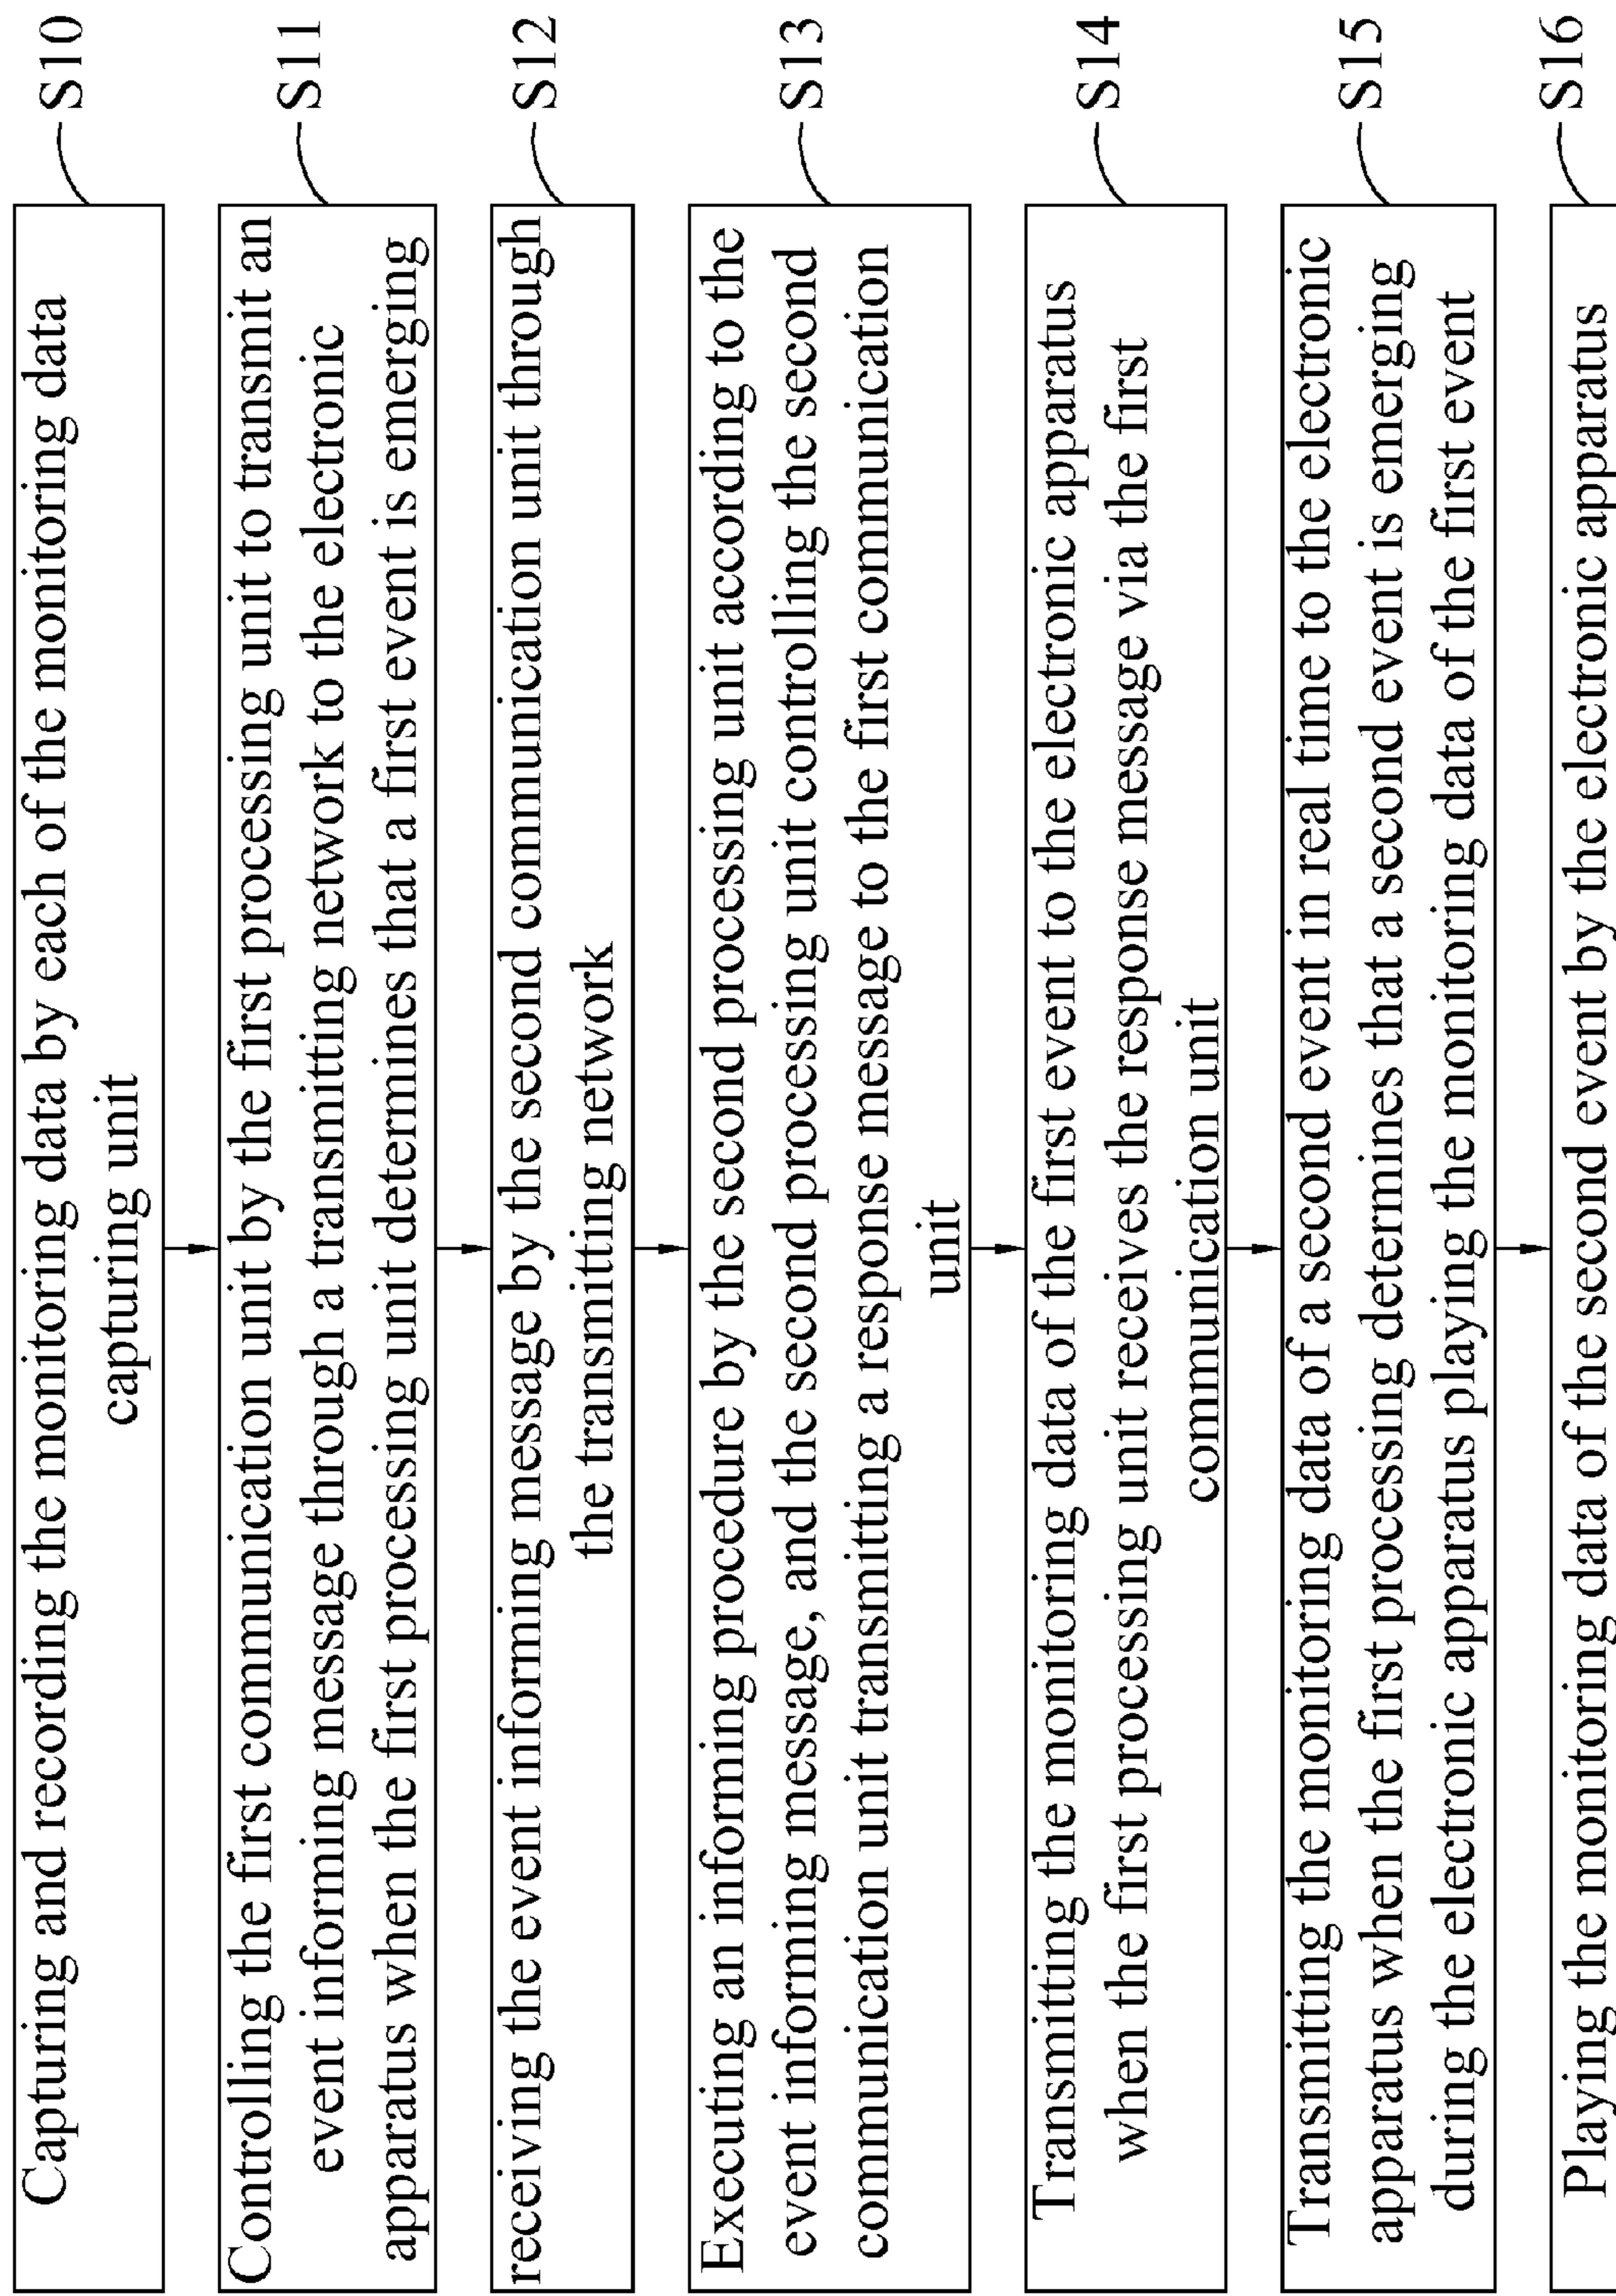 Capturing and recording the monitoring data by each of the monitoring data
capturing unit
S10
Controlling the first communication unit by the first processing unit to transmit an
event informing message through a transmitting network to the electronic
apparatus when the first processing unit determines that a first event is emerging
S11
receiving the event informing message by the second communication unit through
the transmitting network
S12
Executing an informing procedure by the second processing unit according to the
event informing message, and the second processing unit controlling the second
communication unit transmitting a response message to the first communication
unit
S13
Transmitting the monitoring data of the first event to the electronic apparatus
when the first processing unit receives the response message via the first
communication unit
S14
Transmitting the monitoring data of a second event in real time to the electronic
apparatus when the first processing determines that a second event is emerging
during the electronic apparatus playing the monitoring data of the first event
S15
Playing the monitoring data of the second event by the electronic apparatus
S16